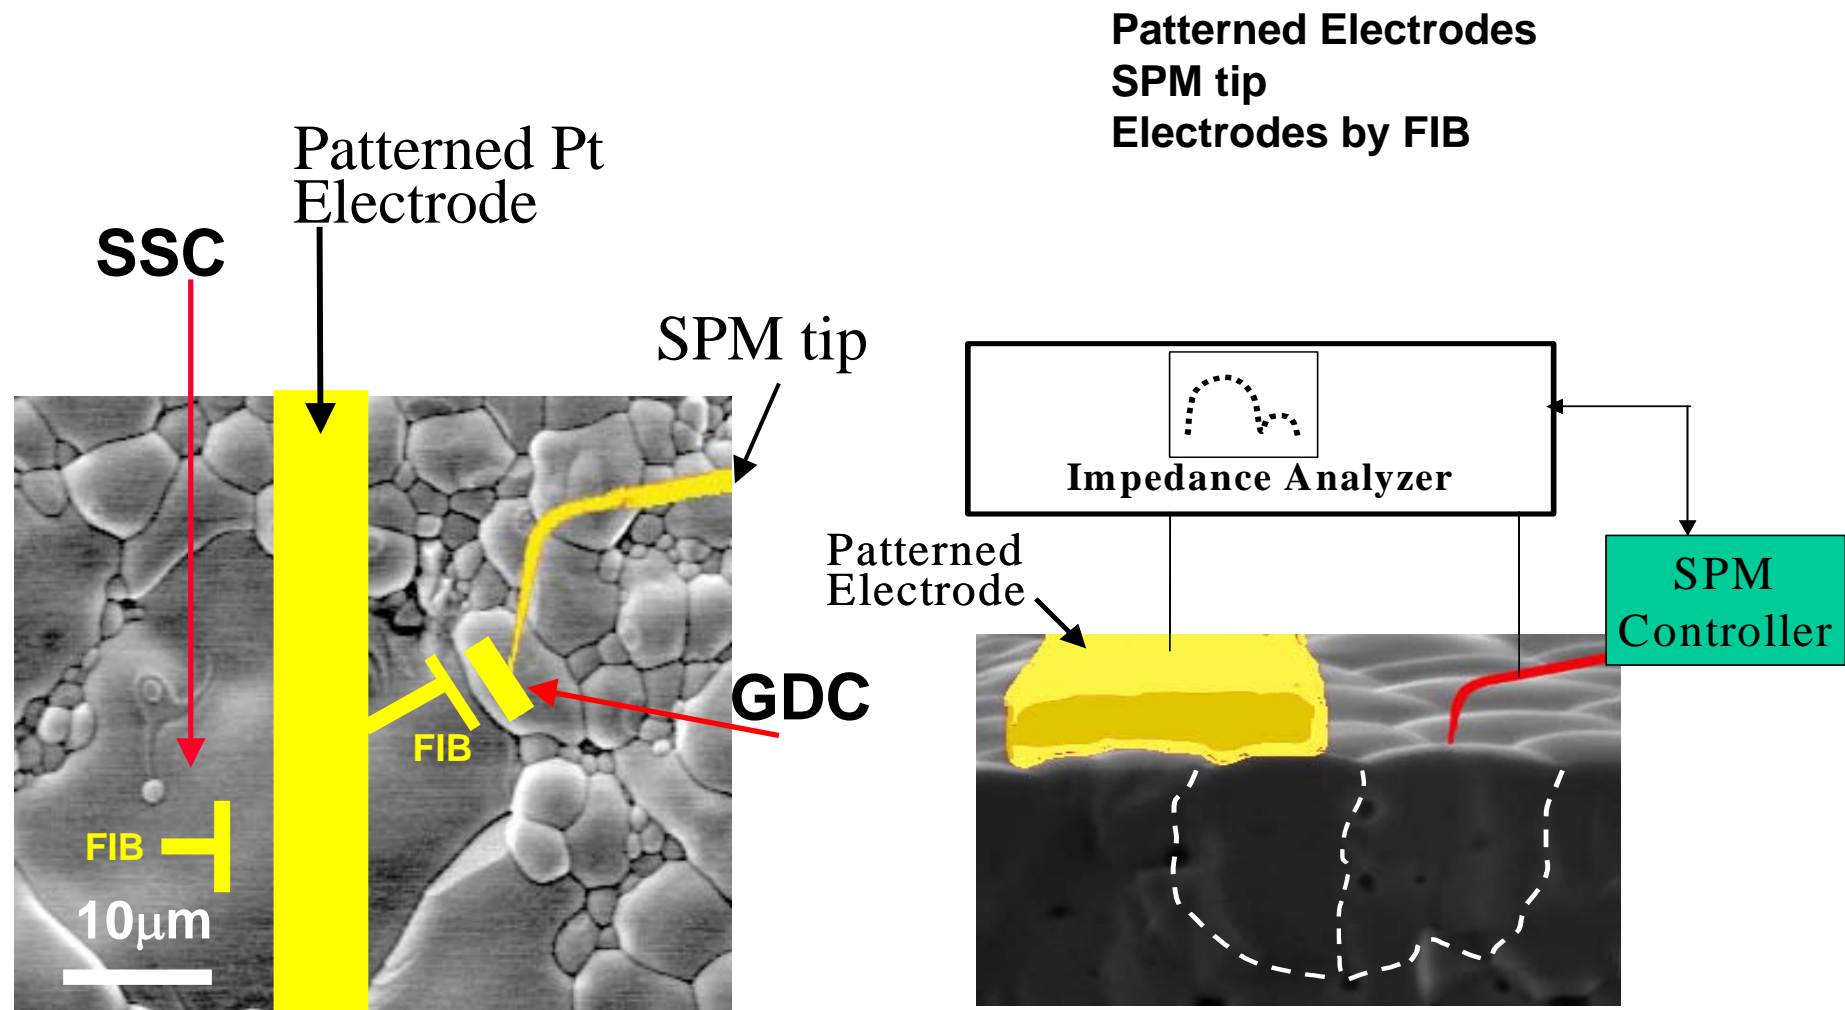 Patterned Electrodes
SPM tip
Electrodes by FIB
Patterned Pt
Electrode
SSC
SPM tip
GDC
FIB
FIB
10μm
Impedance Analyzer
Patterned
Electrode
SPM
Controller